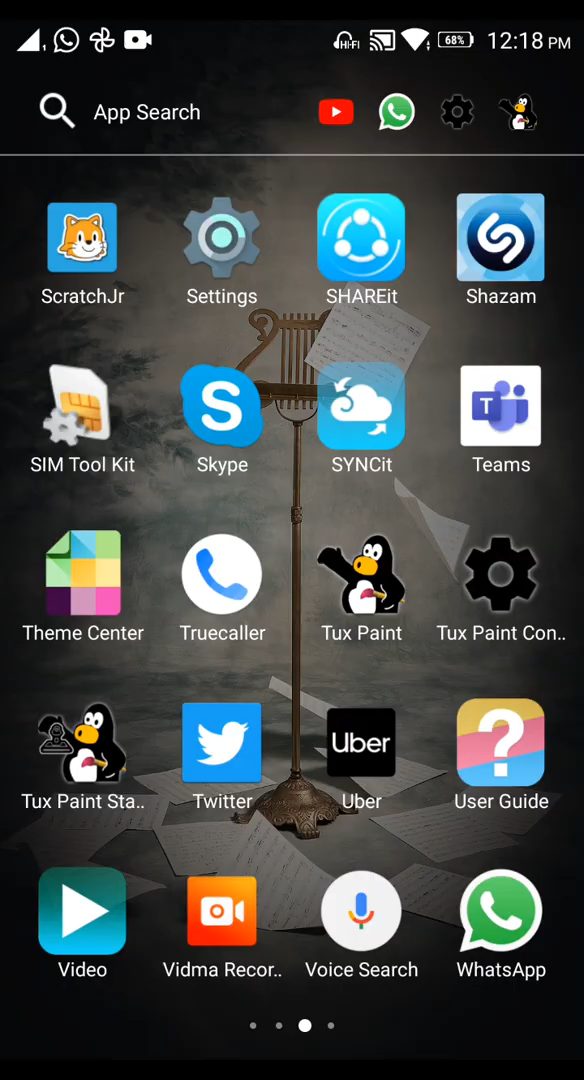 68% 12:18 PM
App Search
ScratchJr Settings SHAREit Shazam
SIM Tool Kit Skype SYNCit Teams
Theme Center Truecaller Tux Paint Tux Paint Con..
Uber
Tux Paint Sta.. Twitter Uber User Guide
Video Vidma Recor.. Voice Search WhatsApp